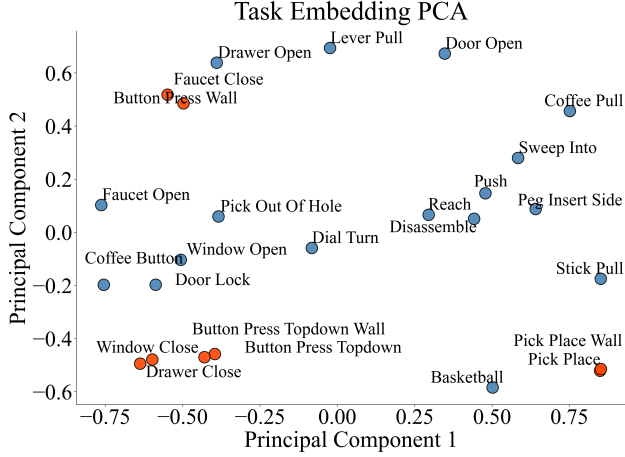 Task Embedding PCA
Lever Pull
Door Open
Drawer Open
Faucet Close
Button Press Wall
Coffee Pull
Sweep Into
Push
Faucet Open
Pick Out Of Hole
Reach
Peg Insert Side
Disassemble
Dial Turn
Window Open
Coffee Button
Stick Pull
Door Lock
Button Press Topdown Wall
Window Close
Button Press Topdown
Pick Place Wall
Pick Place
Drawer Close
Basketball
Principal Component 2
0.6
0.4
0.2
0.0
−0.2
−0.4
−0.6
−0.75
−0.50
−0.25
0.00
0.25
0.50
0.75
Principal Component 1